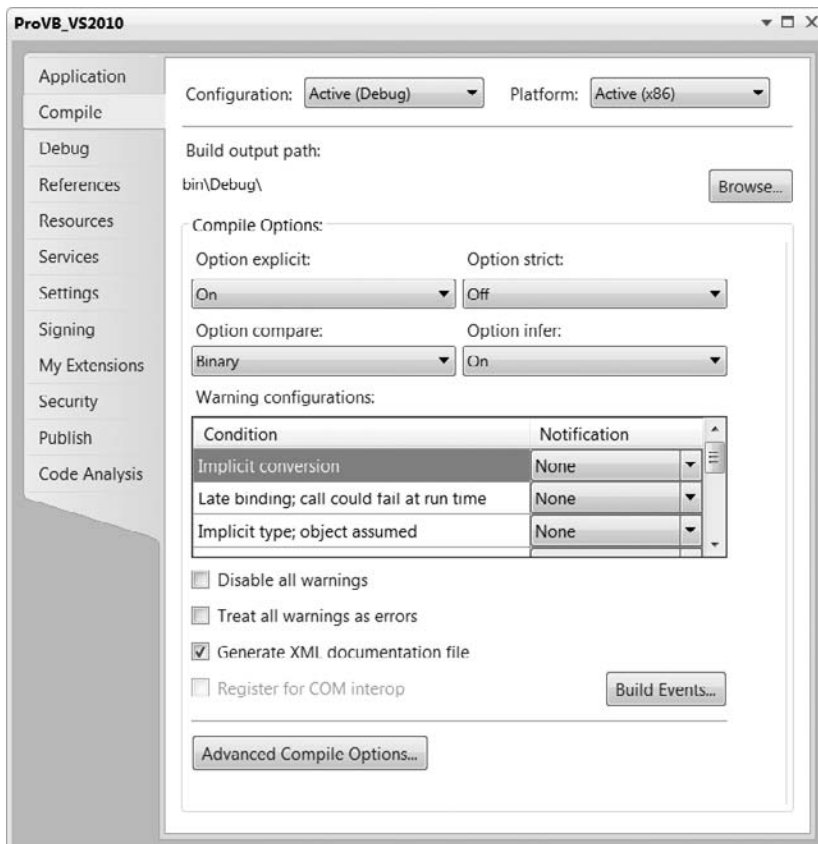 ProVB_VS2010
Application
Compile
Debug
References
Resources
Services
Settings
Signing
My Extensions
Security
Publish
Code Analysis
Configuration: Active (Debug) Platform: Active (x86)
Build output path:
bin\Debug\ Browse...
Compile Options:
Option explicit: Option strict:
On Off
Option compare: Option infer:
Binary On
Warning configurations:
Condition Notification
Implicit conversion None
Late binding; call could fail at run time None
Implicit type; object assumed None
Disable all warnings
Treat all warnings as errors
Generate XML documentation file
Register for COM interop Build Events...
Advanced Compile Options...